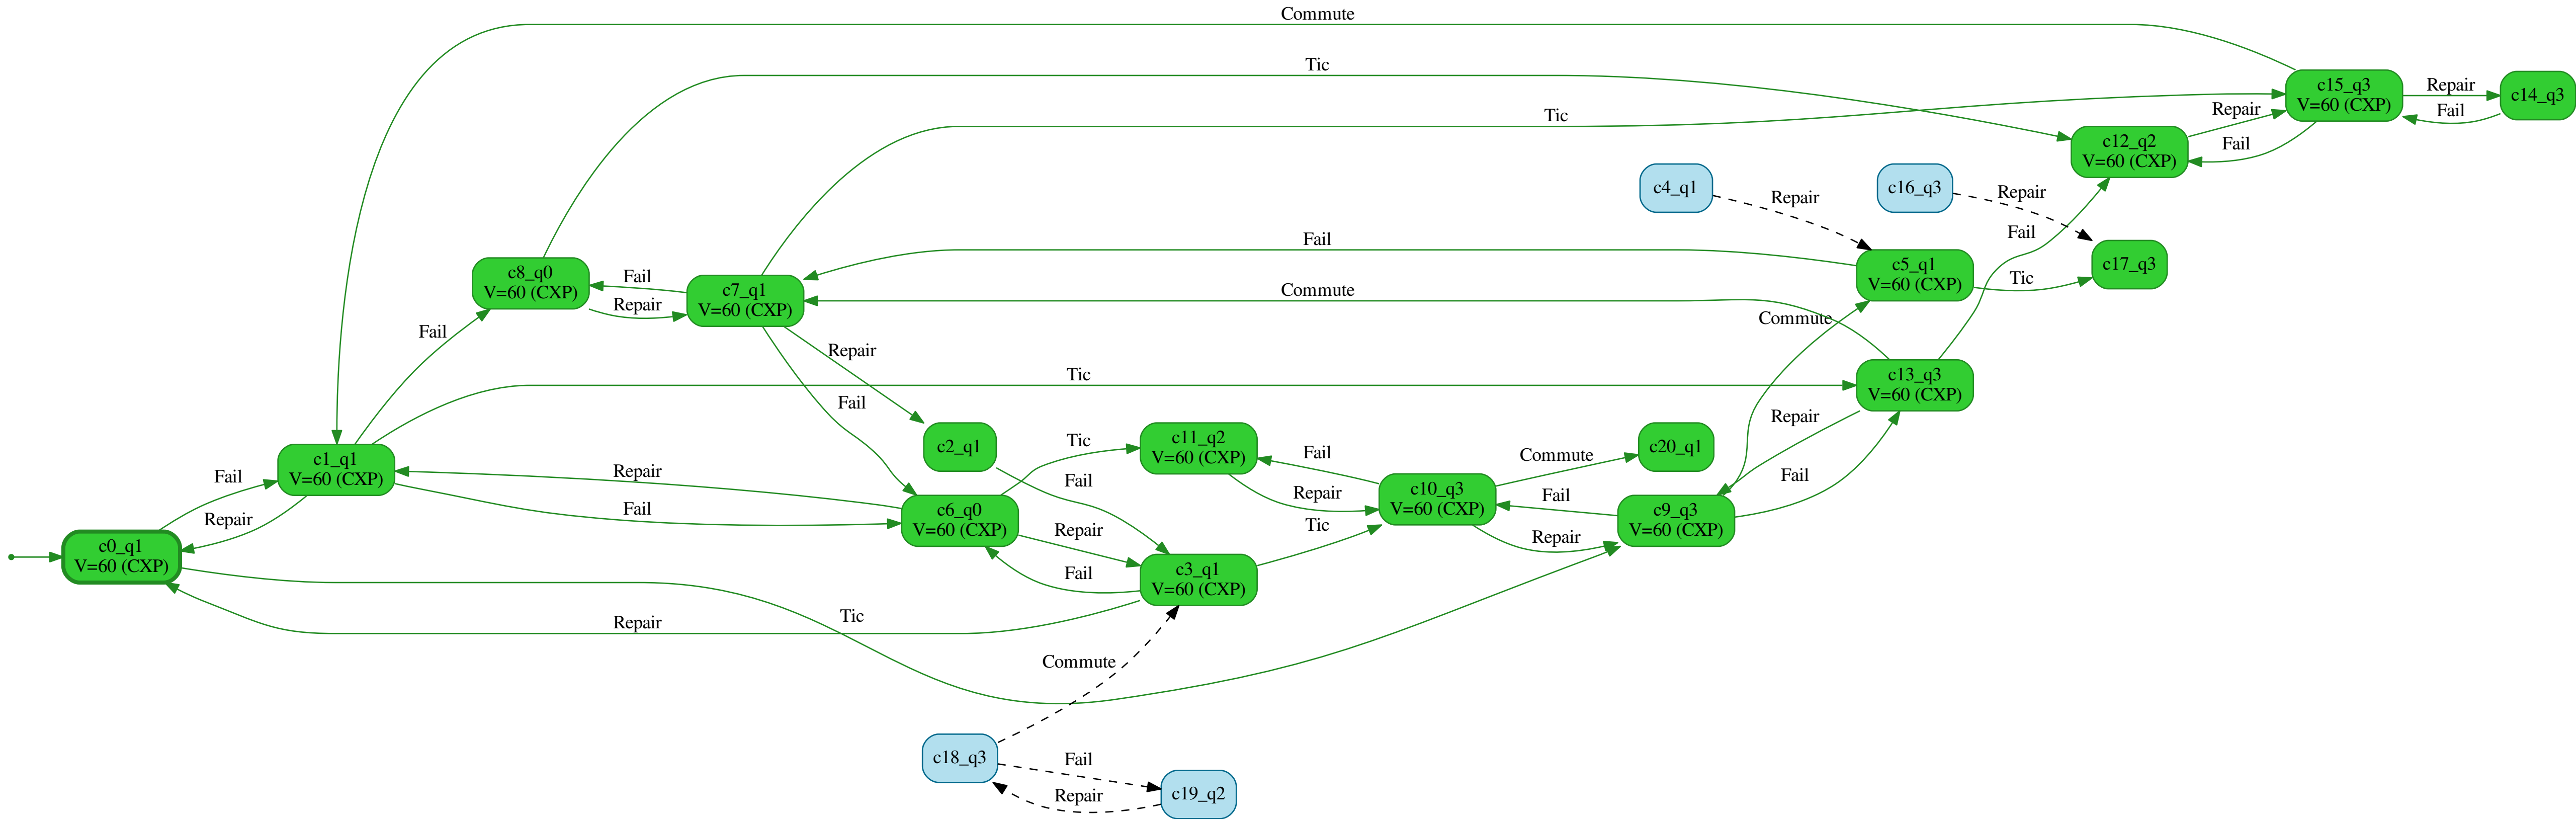 Commute
c15_q3
V=60 (CXP)
Repair
Fail
c14_q3
Tic
Tic
c12_q2
V=60 (CXP)
Repair
Fail
c4_q1
Repair
c16_q3
Repair
Fail
c17_q3
Fail
c5_q1
V=60 (CXP)
Tic
c8_q0
V=60 (CXP)
Fail
Repair
c7_q1
V=60 (CXP)
Commute
Commute
Fail
Repair
Tic
c13_q3
V=60 (CXP)
Fail
Repair
c2_q1
Tic
c11_q2
V=60 (CXP)
Fail
Repair
c20_q1
Commute
c1_q1
V=60 (CXP)
Repair
Fail
Fail
Fail
Repair
c6_q0
V=60 (CXP)
Repair
Fail
c10_q3
V=60 (CXP)
Fail
Repair
Fail
c9_q3
V=60 (CXP)
Tic
c0_q1
V=60 (CXP)
c3_q1
V=60 (CXP)
Repair
Tic
Commute
c18_q3
Fail
Repair
c19_q2